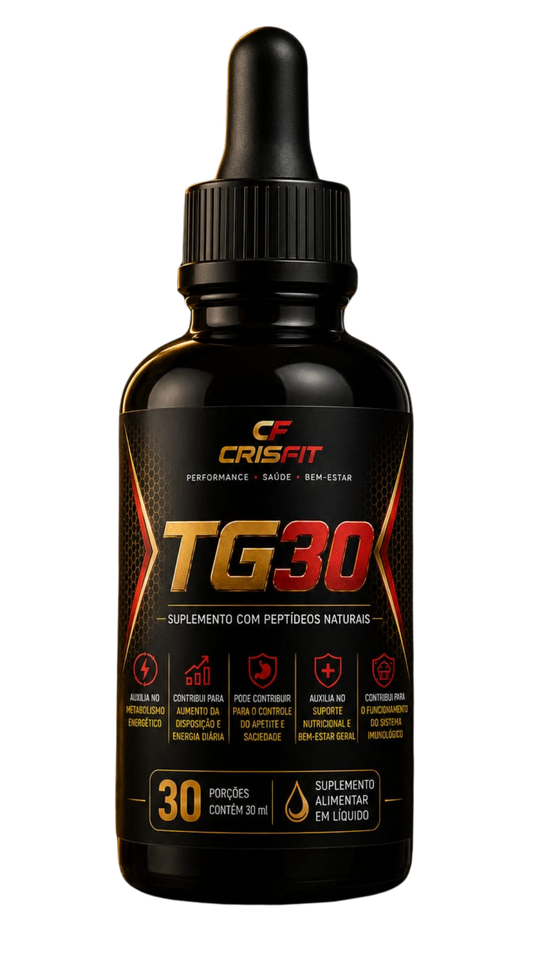 CF
CRISFIT
PERFORMANCE • SAÚDE • BEM-ESTAR
TG30
SUPLEMENTO COM PEPTÍDEOS NATURAIS
AUXILIA NO
METABOLISMO
ENERGÉTICO
CONTRIBUI PARA
AUMENTO DA
DISPOSIÇÃO E
ENERGIA DIÁRIA
PODE CONTRIBUIR
PARA O CONTROLE
DO APETITE E
SACIEDADE
AUXILIA NO
SUPORTE
NUTRICIONAL E
BEM-ESTAR GERAL
CONTRIBUI PARA
O FUNCIONAMENTO
DO SISTEMA
IMUNOLÓGICO
30
PORÇÕES
CONTÉM 30 ml
SUPLEMENTO
ALIMENTAR
EM LÍQUIDO